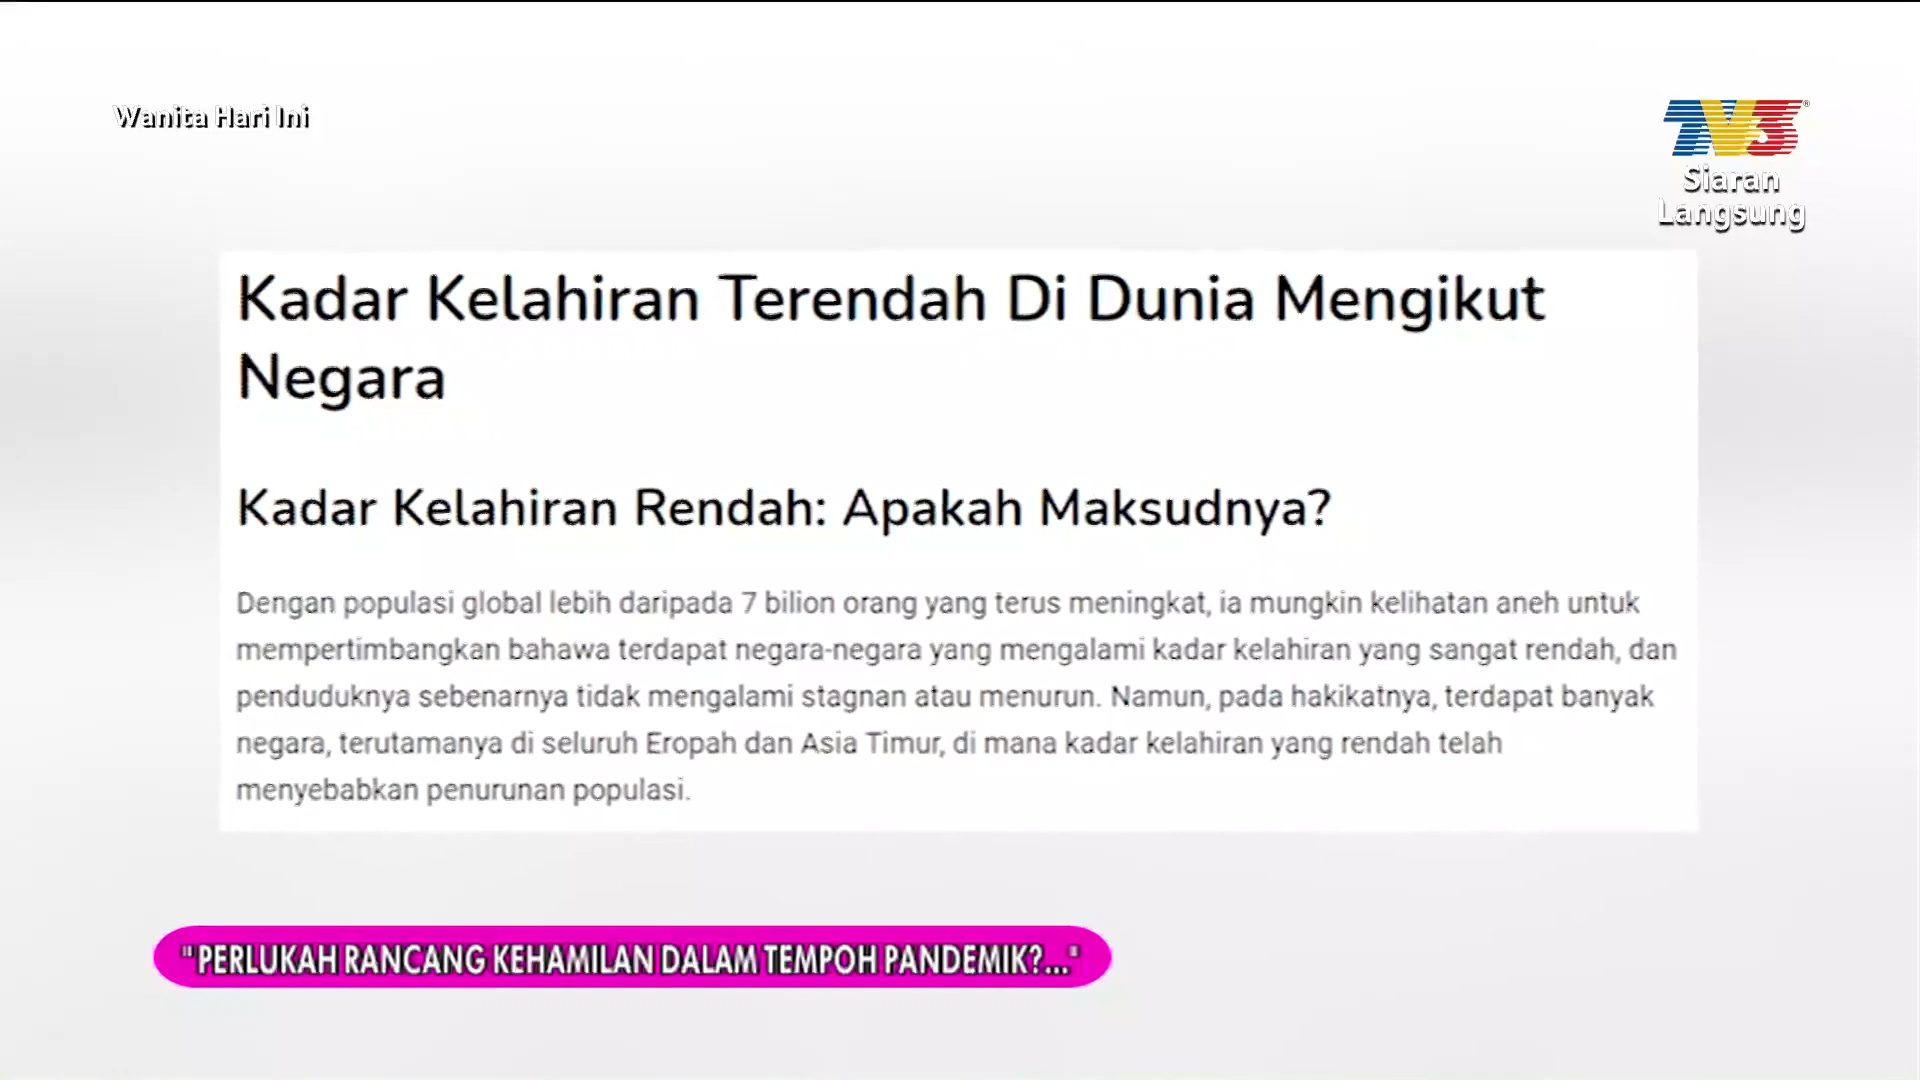 Wanita Hari Ini
TV3
Siaran
Langsung
Kadar Kelahiran Terendah Di Dunia Mengikut
Negara
Kadar Kelahiran Rendah: Apakah Maksudnya?
Dengan populasi global lebih daripada 7 bilion orang yang terus meningkat, ia mungkin kelihatan aneh untuk
mempertimbangkan bahawa terdapat negara-negara yang mengalami kadar kelahiran yang sangat rendah, dan
penduduknya sebenarnya tidak mengalami stagnan atau menurun. Namun, pada hakikatnya, terdapat banyak
negara, terutamanya di seluruh Eropah dan Asia Timur, di mana kadar kelahiran yang rendah telah
menyebabkan penurunan populasi.
"PERLUKAH RANCANG KEHAMILAN DALAM TEMPOH PANDEMIK?..."